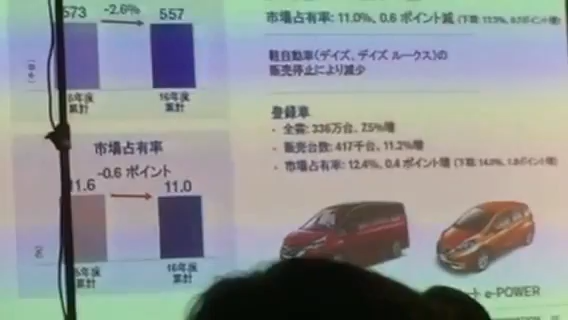 573
-2.6%
557
(千台)
15年度
累計
16年度
累計
市場占有率
-0.6 ポイント
11.6
11.0
(%)
15年度
累計
16年度
累計
市場占有率: 11.0%, 0.6 ポイント減
軽自動車(デイズ、デイズ ルークス)の
販売停止により減少
登録車
・ 全需: 336万台, 7.5%増
・ 販売台数: 417千台, 11.2%増
・ 市場占有率: 12.4%, 0.4 ポイント増
+ e-POWER